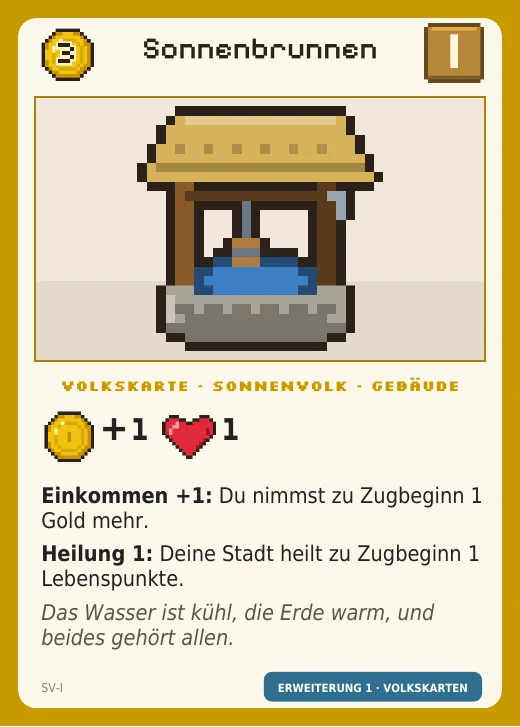 3
Sonnenbrunnen
I
VOLKSKARTE - SONNENVOLK - GEBÄUDE
+1 1
Einkommen +1: Du nimmst zu Zugbeginn 1
Gold mehr.
Heilung 1: Deine Stadt heilt zu Zugbeginn 1
Lebenspunkte.
Das Wasser ist kühl, die Erde warm, und
beides gehört allen.
SV-I
ERWEITERUNG 1 · VOLKSKARTEN